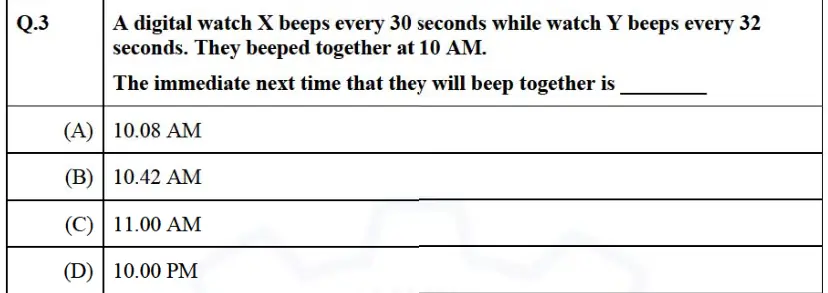 Q.3 A digital watch X beeps every 30 seconds while watch Y beeps every 32
seconds. They beeped together at 10 AM.
The immediate next time that they will beep together is ________
(A) 10.08 AM
(B) 10.42 AM
(C) 11.00 AM
(D) 10.00 PM